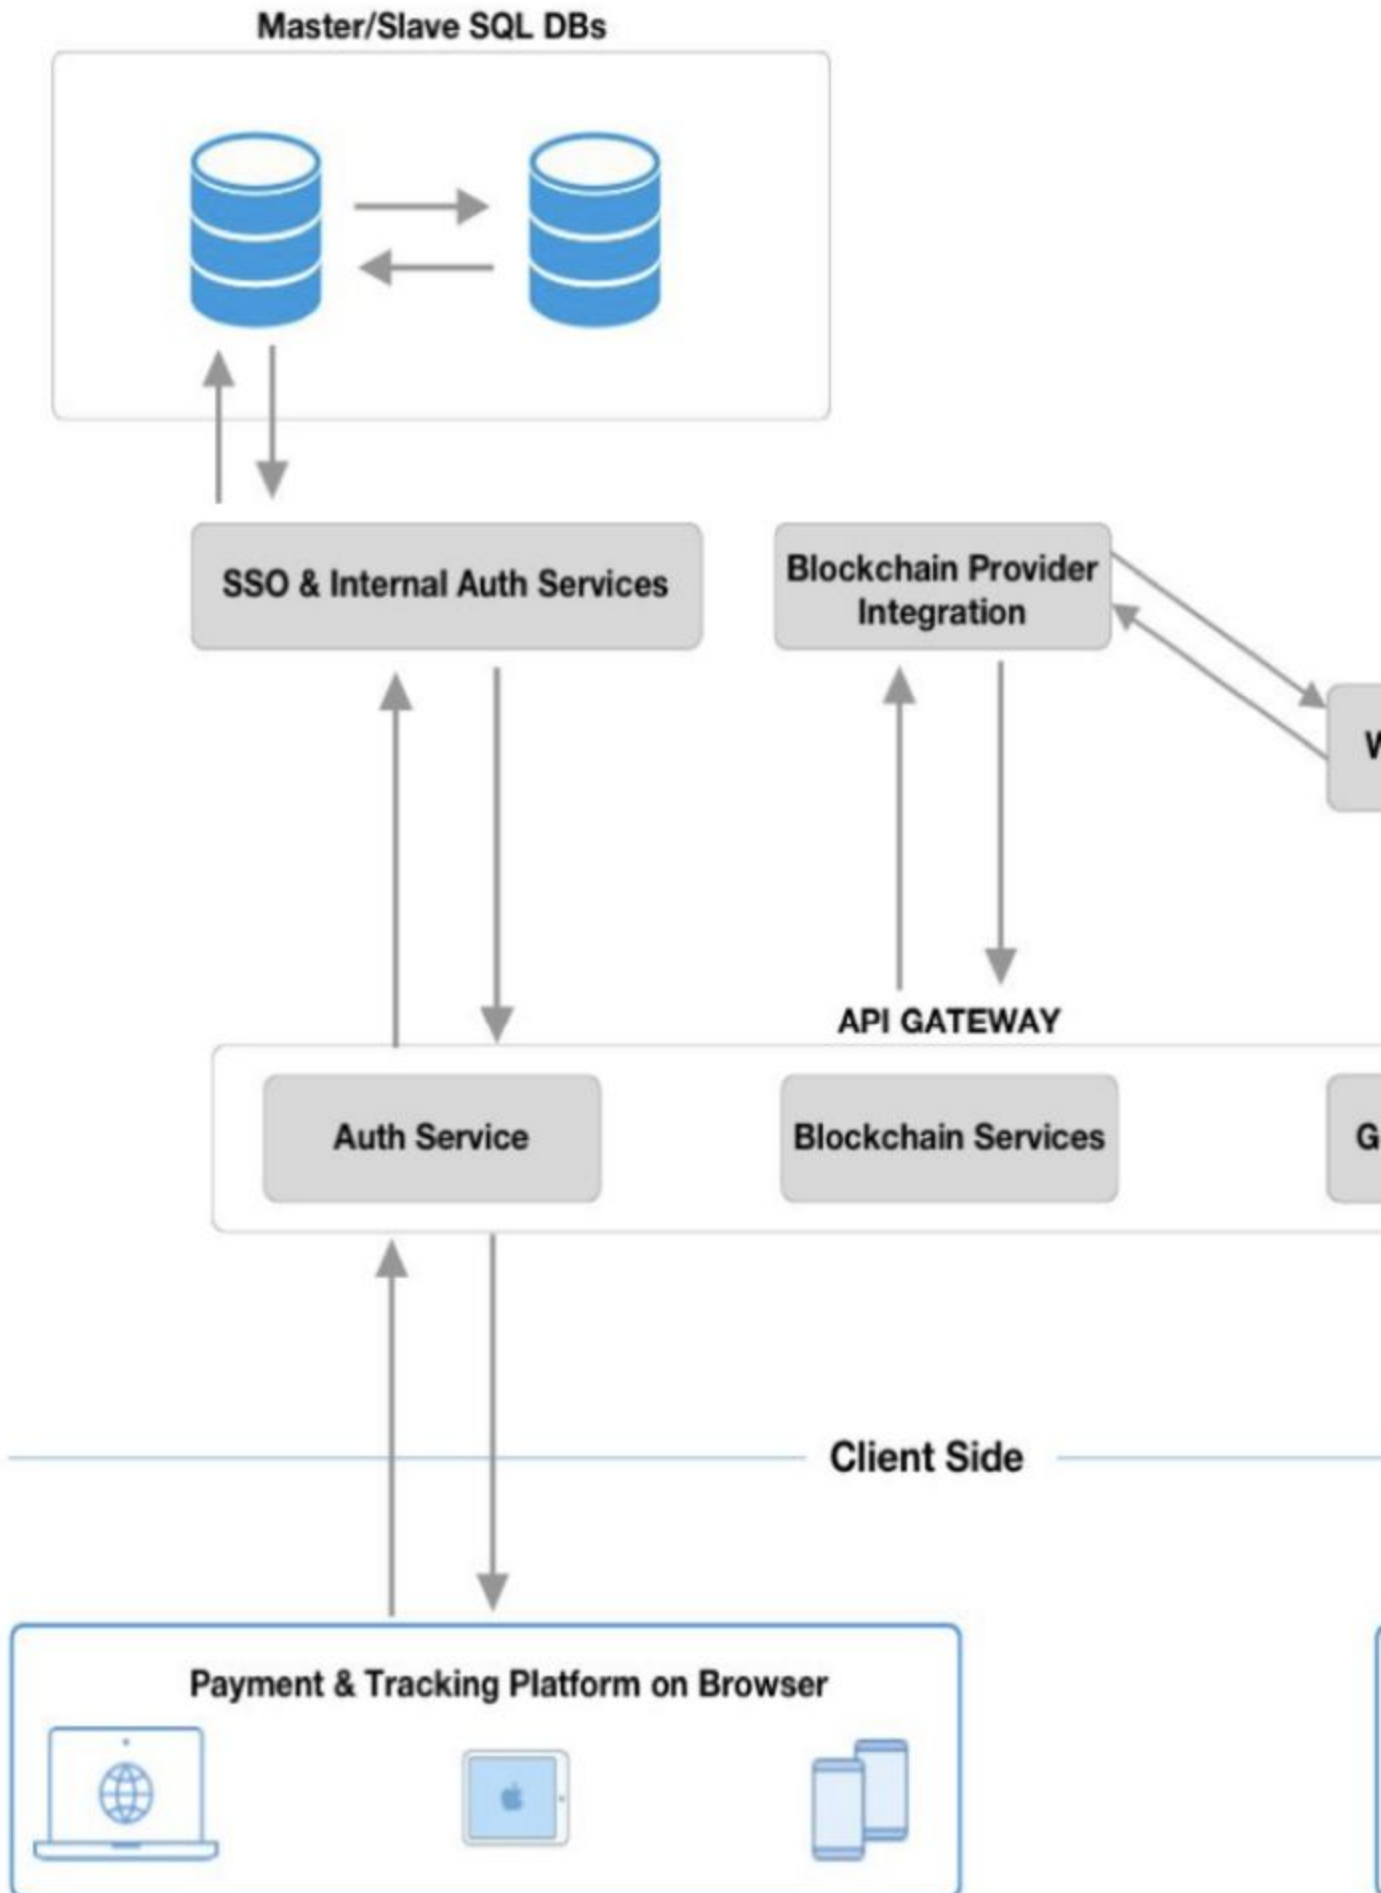 Master/Slave SQL DBs
SSO & Internal Auth Services
Blockchain Provider
Integration
W
API GATEWAY
Auth Service
Blockchain Services
G
Client Side
Payment & Tracking Platform on Browser